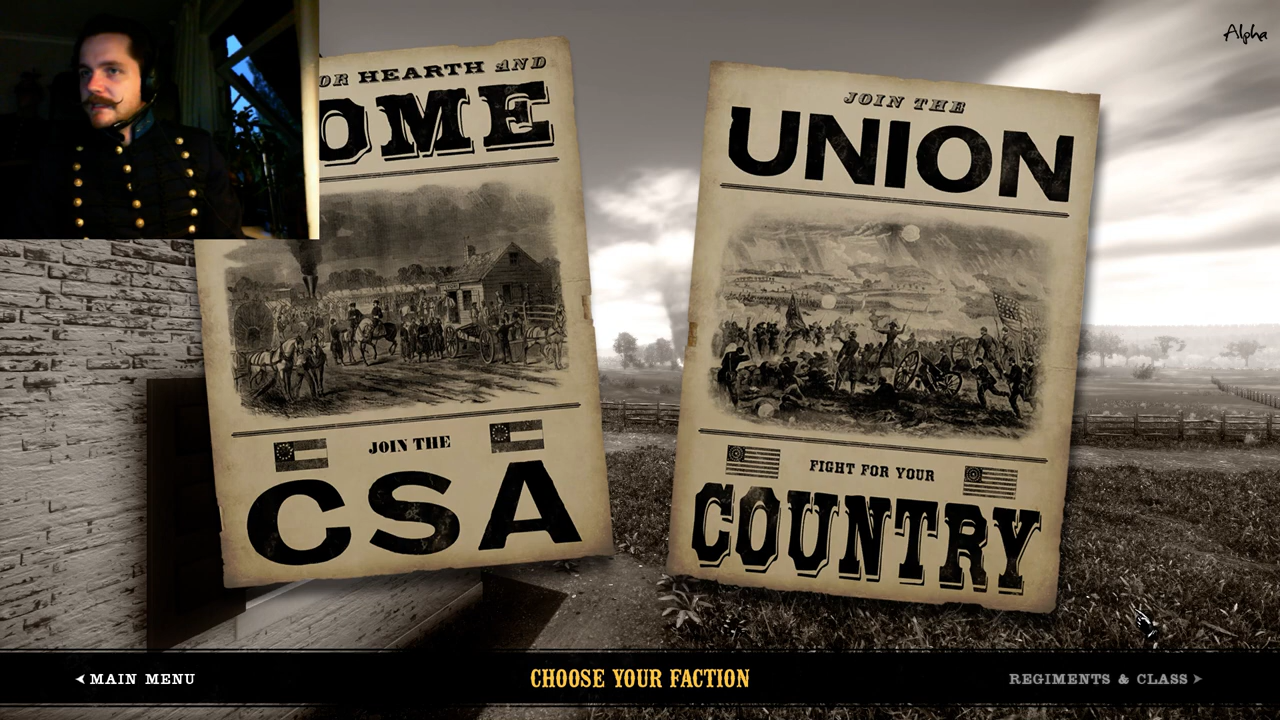 OR HEARTH AND
OME
JOIN THE
CSA
JOIN THE
UNION
FIGHT FOR YOUR
COUNTRY
Alpha
MAIN MENU
CHOOSE YOUR FACTION
REGIMENTS & CLASS